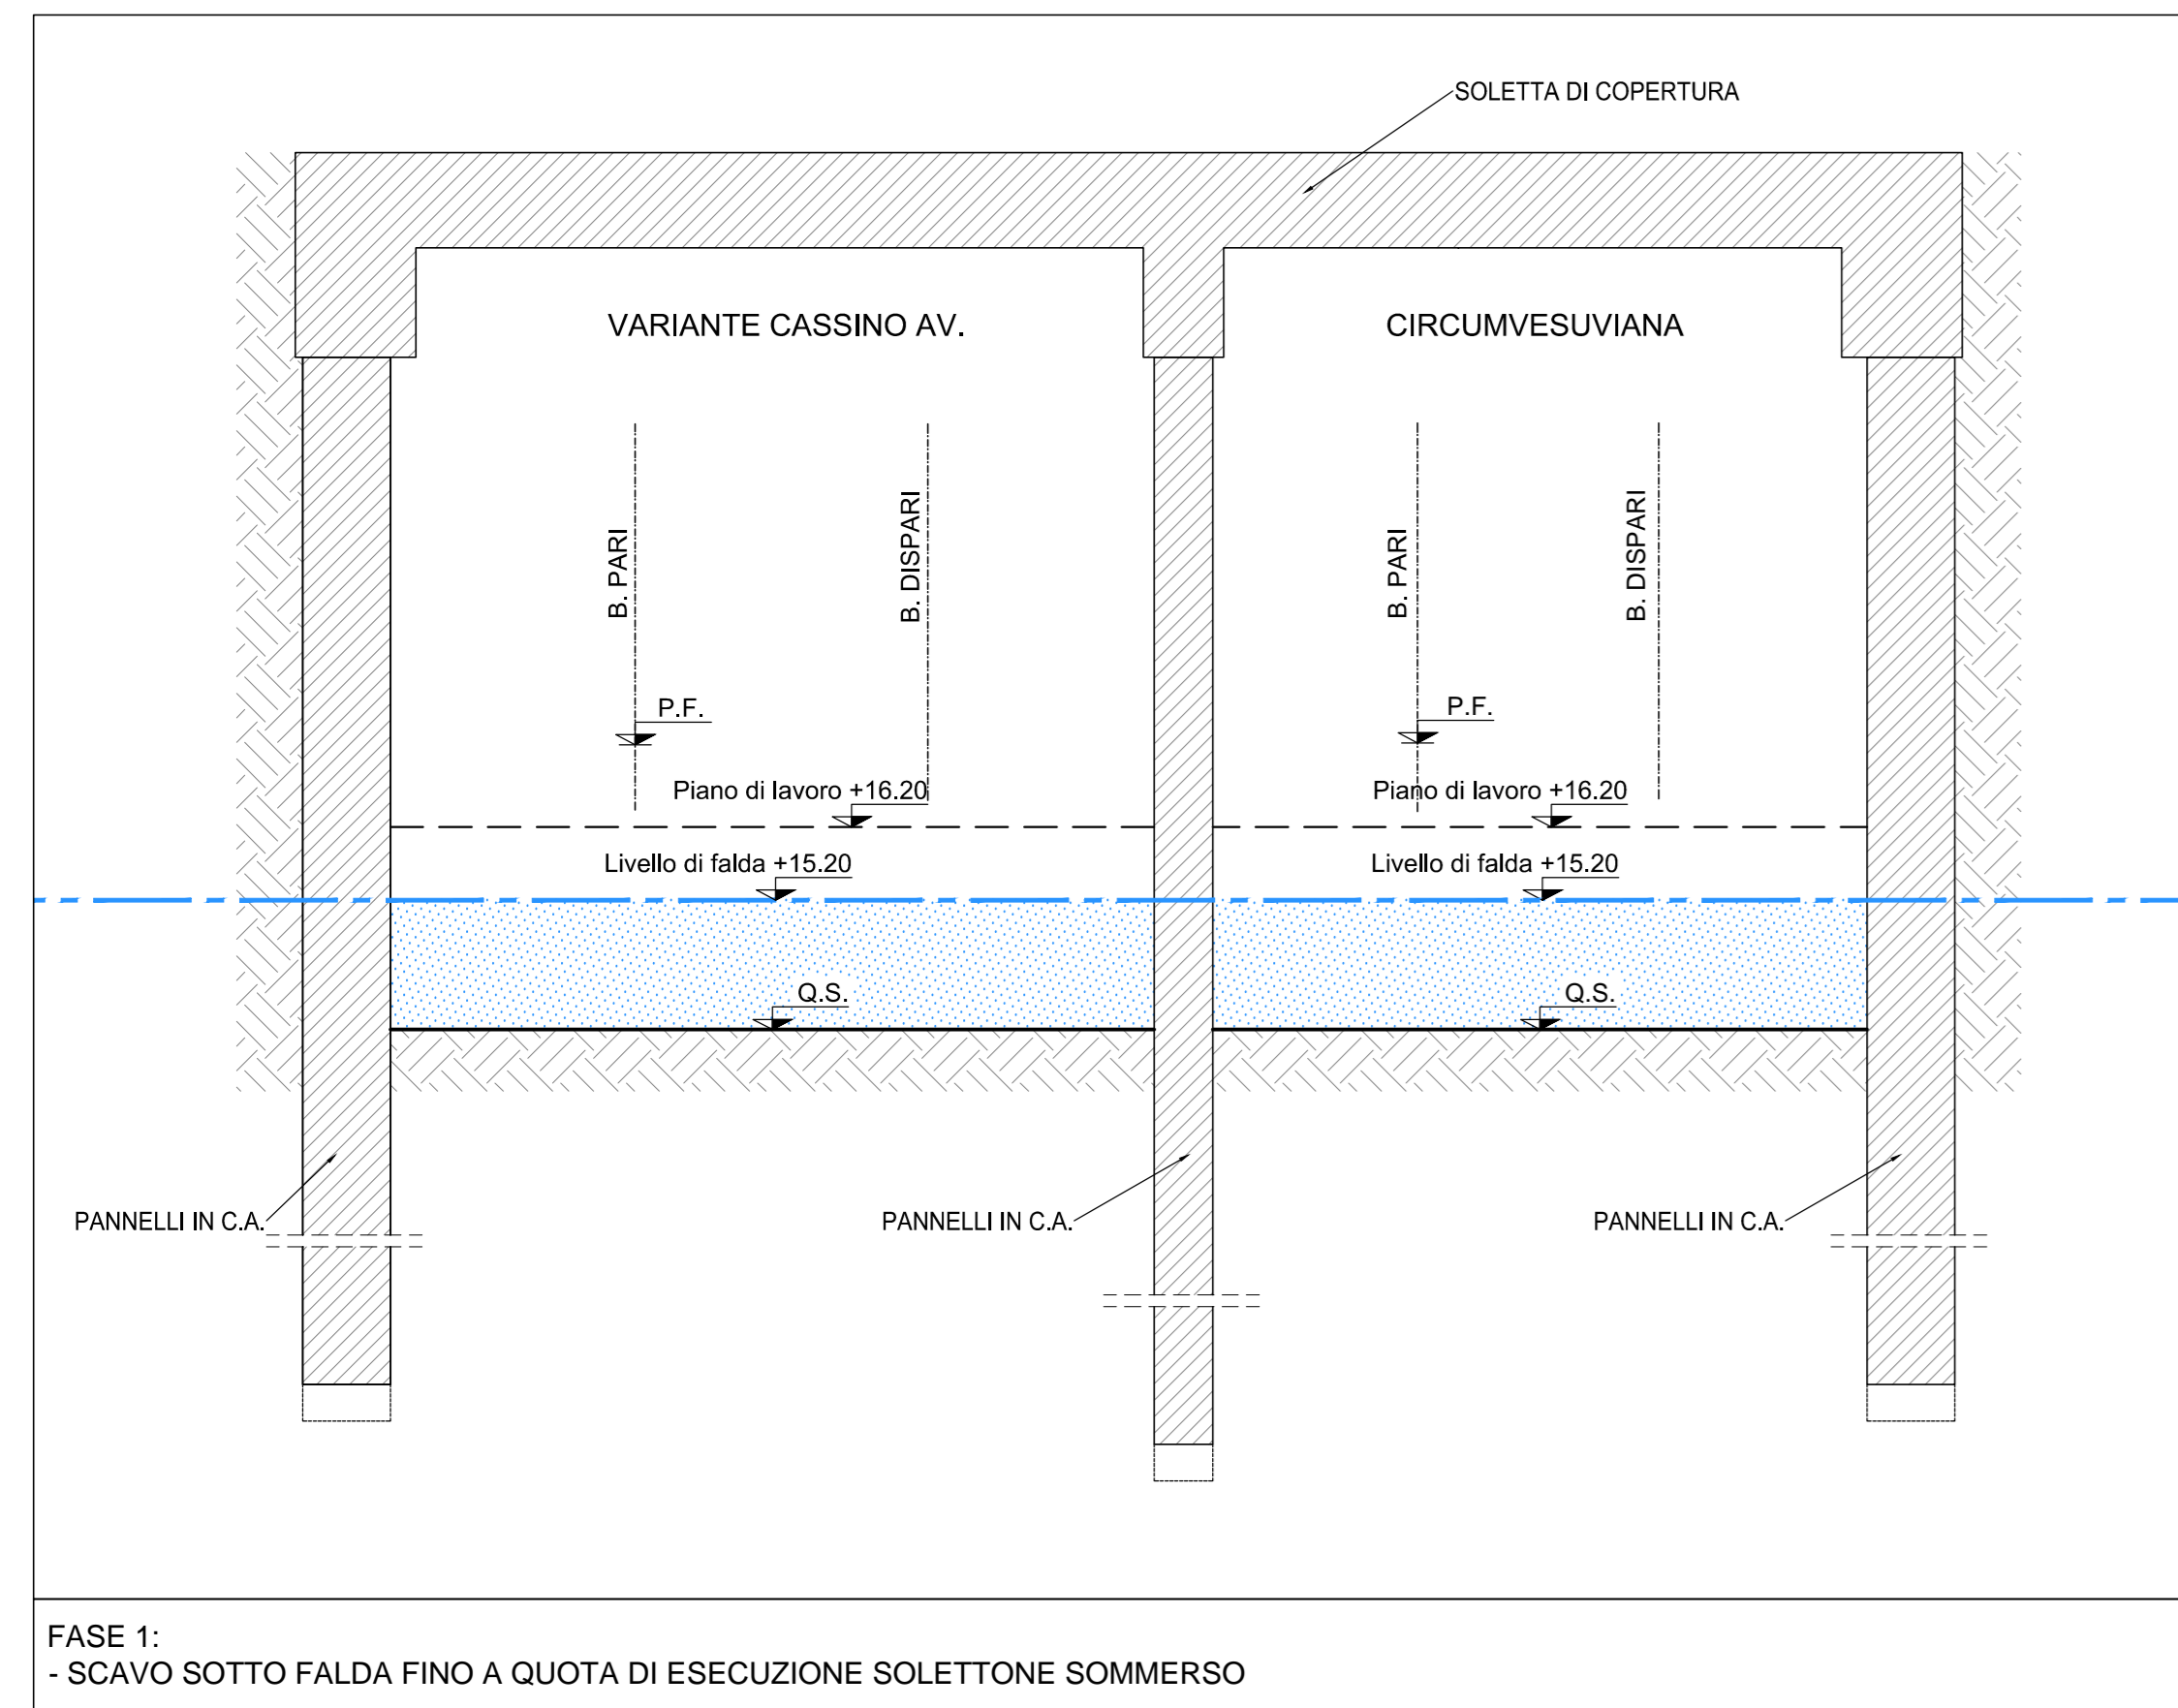 SOLETTA DI COPERTURA
VARIANTE CASSINO AV.
CIRCUMVESUVIANA
B. PARI
B. DISPARI
B. PARI
B. DISPARI
P.F.
P.F.
Piano di lavoro +16.20
Piano di lavoro +16.20
Livello di falda +15.20
Livello di falda +15.20
Q.S.
Q.S.
PANNELLI IN C.A.
PANNELLI IN C.A.
PANNELLI IN C.A.
FASE 1:
- SCAVO SOTTO FALDA FINO A QUOTA DI ESECUZIONE SOLETTONE SOMMERSO